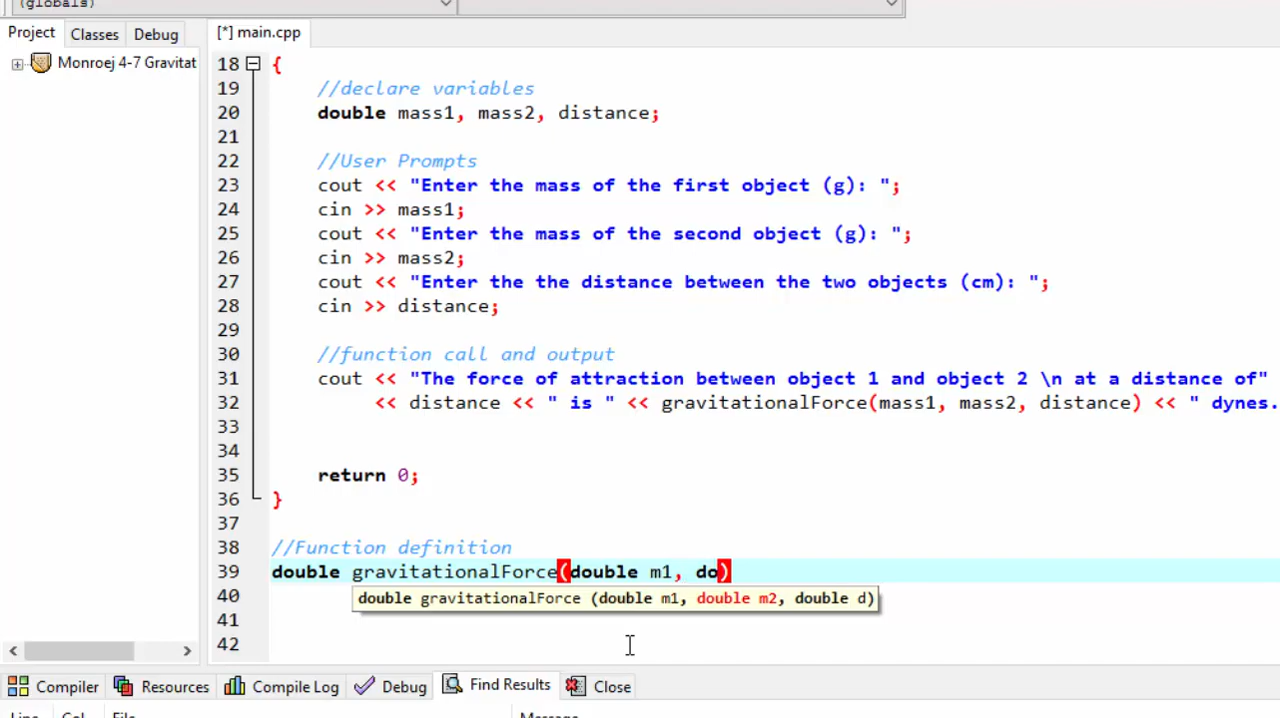 (globals)
Project Classes Debug [*] main.cpp
Monroej 4-7 Gravitat
18 {
19 //declare variables
20 double mass1, mass2, distance;
21
22 //User Prompts
23 cout << "Enter the mass of the first object (g): ";
24 cin >> mass1;
25 cout << "Enter the mass of the second object (g): ";
26 cin >> mass2;
27 cout << "Enter the the distance between the two objects (cm): ";
28 cin >> distance;
29
30 //function call and output
31 cout << "The force of attraction between object 1 and object 2 \n at a distance of"
32 << distance << " is " << gravitationalForce(mass1, mass2, distance) << " dynes.
33
34
35 return 0;
36 }
37
38 //Function definition
39 double gravitationalForce(double m1, do)
40 double gravitationalForce (double m1, double m2, double d)
41
42
Compiler Resources Compile Log Debug Find Results Close
Line Col File Message